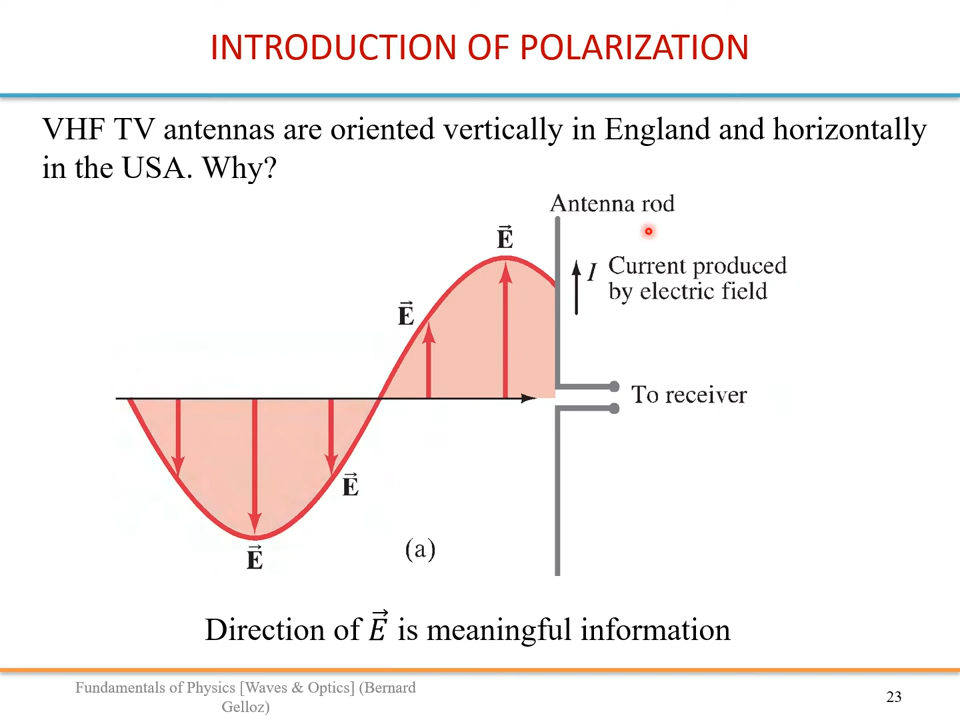 INTRODUCTION OF POLARIZATION
VHF TV antennas are oriented vertically in England and horizontally
in the USA. Why?
Antenna rod
E⃗
I Current produced
by electric field
E⃗
To receiver
E⃗
(a)
E⃗
Direction of E⃗ is meaningful information
Fundamentals of Physics [Waves & Optics] (Bernard
Gelloz)
23